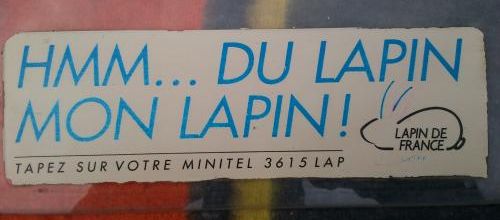 HMM... DU LAPIN
MON LAPIN !
LAPIN DE
FRANCE
TAPEZ SUR VOTRE MINITEL 3615 LAP